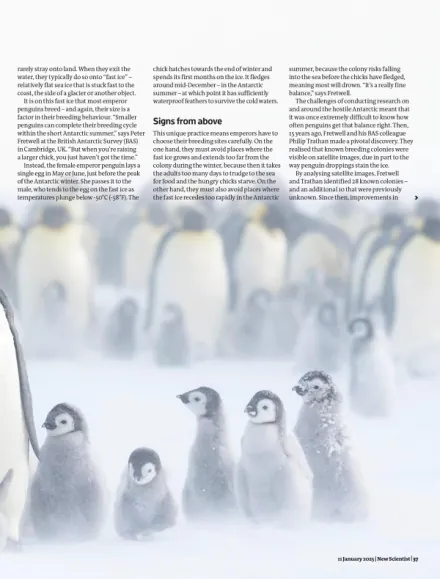 rarely stray onto land. When they exit the
water, they typically do so onto “fast ice” –
relatively flat sea ice that is stuck fast to the
coast, the side of a glacier or another object.
It is on this fast ice that most emperor
penguins breed – and again, their size is a
factor in their breeding behaviour. “Smaller
penguins can complete their breeding cycle
within the short Antarctic summer,” says Peter
Fretwell at the British Antarctic Survey (BAS)
in Cambridge, UK. “But when you’re raising
a larger chick, you just haven’t got the time.”
Instead, the female emperor penguin lays a
single egg in May or June, just before the peak
of the Antarctic winter. She passes it to the
male, who tends to the egg on the fast ice as
temperatures plunge below -50°C (-58°F). The
chick hatches towards the end of winter and
spends its first months on the ice. It fledges
around mid-December – in the Antarctic
summer – at which point it has sufficiently
waterproof feathers to survive the cold waters.
Signs from above
This unique practice means emperors have to
choose their breeding sites carefully. On the
one hand, they must avoid places where the
fast ice grows and extends too far from the
colony during the winter, because then it takes
the adults too many days to trudge to the sea
for food and the hungry chicks starve. On the
other hand, they must also avoid places where
the fast ice recedes too rapidly in the Antarctic
summer, because the colony risks falling
into the sea before the chicks have fledged,
meaning most will drown. “It’s a really fine
balance,” says Fretwell.
The challenges of conducting research on
and around the hostile Antarctic meant that
it was once extremely difficult to know how
often penguins get that balance right. Then,
15 years ago, Fretwell and his BAS colleague
Philip Trathan made a pivotal discovery. They
realised that known breeding colonies were
visible on satellite images, due in part to the
way penguin droppings stain the ice.
By analysing satellite images, Fretwell
and Trathan identified 28 known colonies –
and an additional 10 that were previously
unknown. Since then, improvements in
11 January 2025 | New Scientist | 37